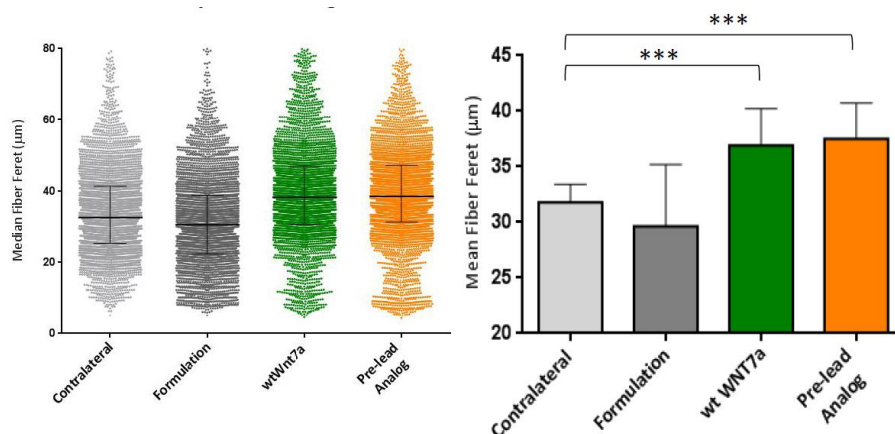 80
60
40
20
0
Median Fiber Feret (µm)
Contralateral
Formulation
wtWnt7a
Pre-lead
Analog
***
***
45
40
35
30
25
20
Mean Fiber Feret (µm)
Contralateral
Formulation
wt WNT7a
Pre-lead
Analog